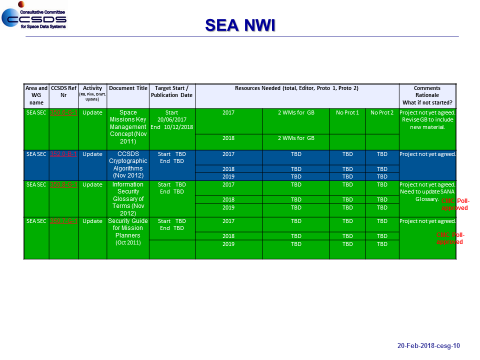 Consultative Committee
CCSDS
for Space Data Systems
SEA NWI
Area and WG name
CCSDS Ref Nr
Activity
Document Title
Target Start / Publication Date
Resources Needed (total, Editor, Proto 1, Proto 2)
Comments
Rationale
What if not started?
SEA SEC
Update
Space Missions Key Management Concept(Nov 2011)
Start 20/06/2017
End 10/12/2018
2017
2 WMs for GB
No Prot 1
No Prot 2
Project not yet agreed. Revise GB to include new material.
2018
2 WMs for GB
SEA SEC
Update
CCSDS Cryptographic Algorithms (Nov 2012)
Start TBD
End TBD
2017
TBD
TBD
TBD
Project not yet agreed.
2018
TBD
TBD
TBD
2019
TBD
TBD
TBD
SEA SEC
Update
Information Security Glossary of Terms (Nov 2012)
Start TBD
End TBD
2017
TBD
TBD
TBD
Project not yet agreed. Need to update SANA Glossary.
2018
TBD
TBD
TBD
2019
TBD
TBD
TBD
SEA SEC
Update
Security Guide for Mission Planners (Oct 2011)
Start TBD
End TBD
2017
TBD
TBD
TBD
Project not yet agreed.
2018
TBD
TBD
TBD
2019
TBD
TBD
TBD
20-Feb-2018-cesg-10